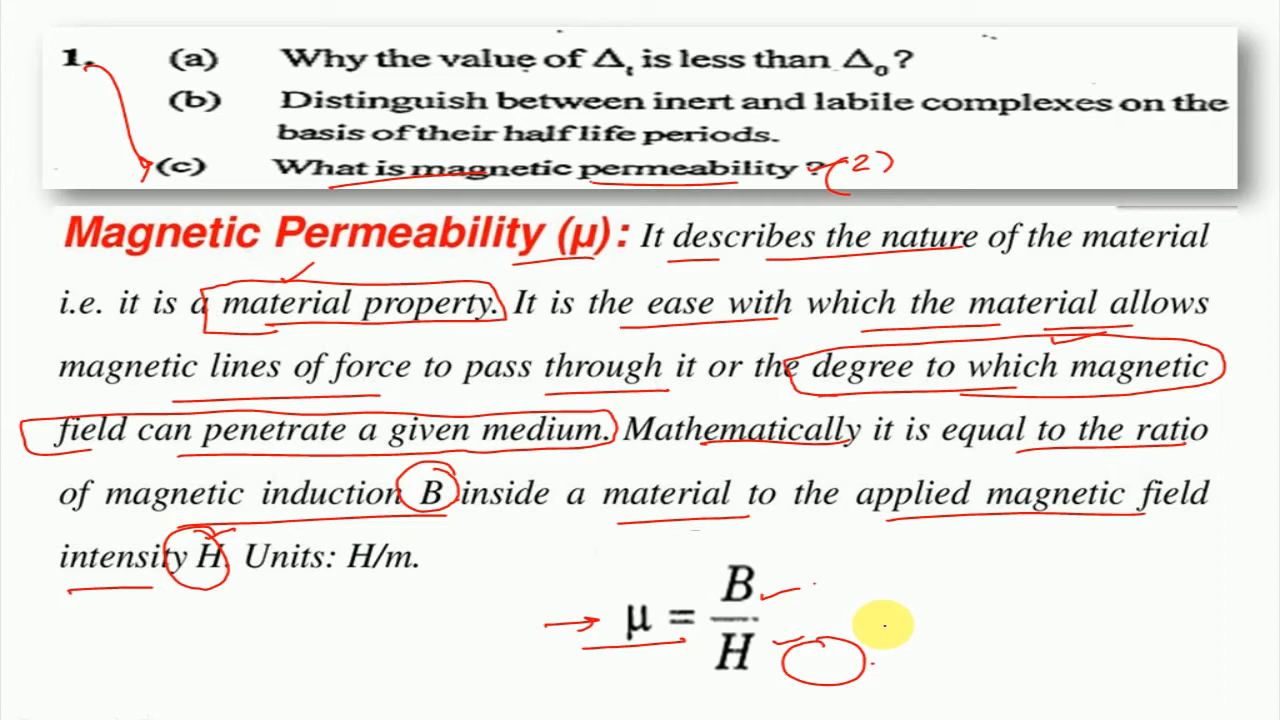 1. (a) Why the value of Δt is less than Δ0 ?
(b) Distinguish between inert and labile complexes on the
basis of their half life periods.
(c) What is magnetic permeability ? (2)
Magnetic Permeability (μ): It describes the nature of the material
i.e. it is a material property. It is the ease with which the material allows
magnetic lines of force to pass through it or the degree to which magnetic
field can penetrate a given medium. Mathematically it is equal to the ratio
of magnetic induction B inside a material to the applied magnetic field
intensity H. Units: H/m.
μ = B
H